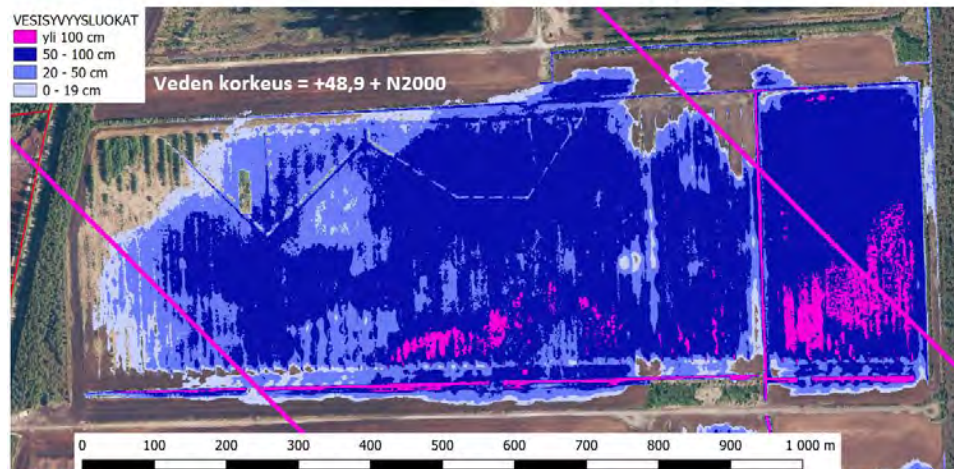 VESISYVYYSLUOKAT
yli 100 cm
50 - 100 cm
20 - 50 cm
0 - 19 cm
Veden korkeus = +48,9 + N2000
0 100 200 300 400 500 600 700 800 900 1 000 m